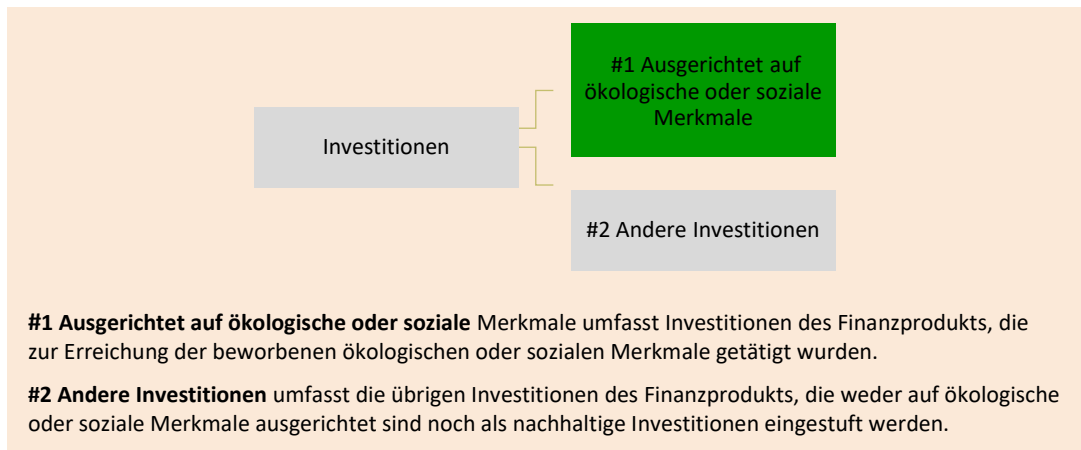 #1 Ausgerichtet auf
ökologische oder soziale
Merkmale
Investitionen
#2 Andere Investitionen
#1 Ausgerichtet auf ökologische oder soziale Merkmale umfasst Investitionen des Finanzprodukts, die
zur Erreichung der beworbenen ökologischen oder sozialen Merkmale getätigt wurden.
#2 Andere Investitionen umfasst die übrigen Investitionen des Finanzprodukts, die weder auf ökologische
oder soziale Merkmale ausgerichtet sind noch als nachhaltige Investitionen eingestuft werden.